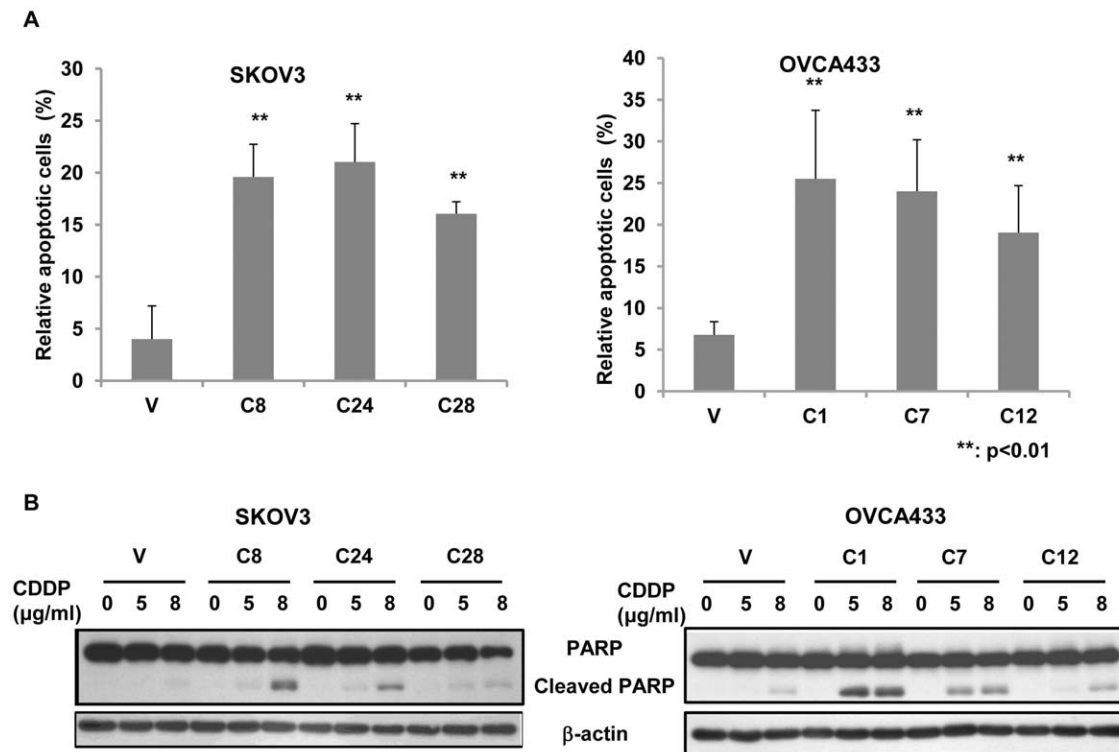 A
SKOV3
Relative apoptotic cells (%)
30
25
20
15
10
5
0
**
**
**
V C8 C24 C28
OVCA433
Relative apoptotic cells (%)
40
35
30
25
20
15
10
5
0
**
**
**
V C1 C7 C12
**: p<0.01
B
SKOV3
V C8 C24 C28
CDDP
(μg/ml)
0 5 8 0 5 8 0 5 8 0 5 8
OVCA433
V C1 C7 C12
CDDP
(μg/ml)
0 5 8 0 5 8 0 5 8 0 5 8
PARP
Cleaved PARP
β-actin